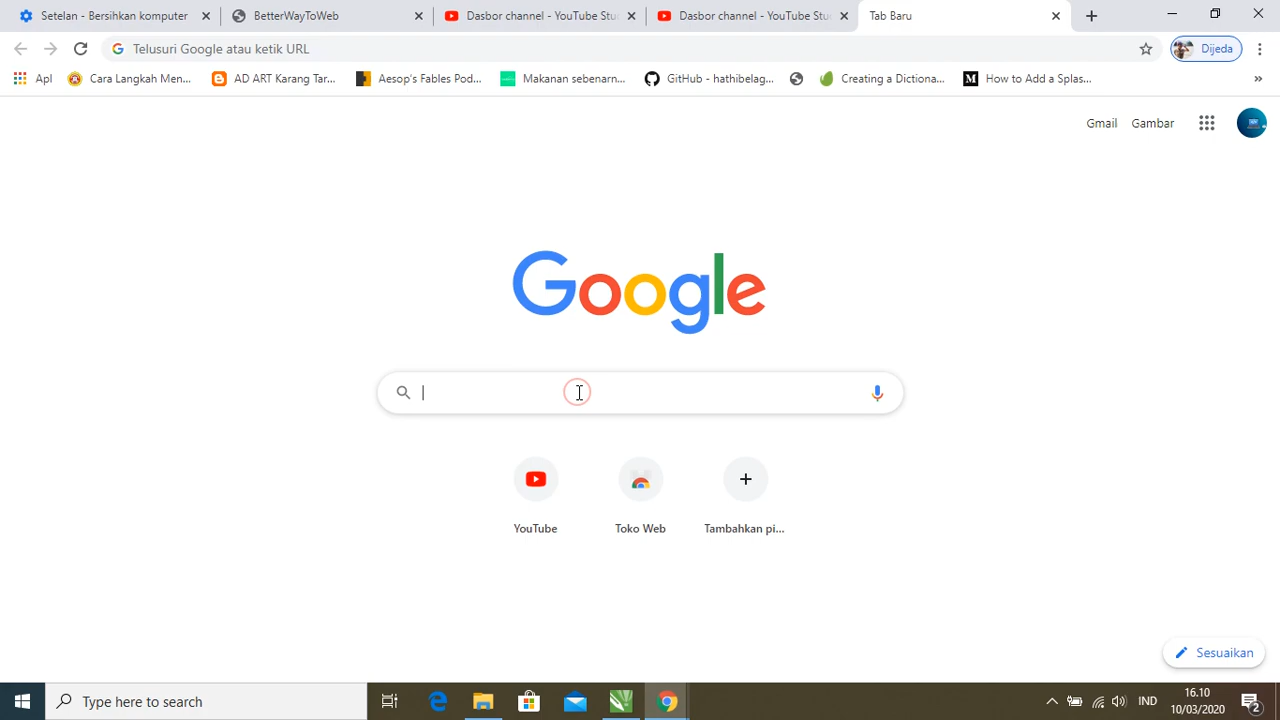 Setelan - Bersihkan komputer
BetterWayToWeb
Dasbor channel - YouTube Stu
Dasbor channel - YouTube Stu
Tab Baru
Telusuri Google atau ketik URL
Dijeda
Apl
Cara Langkah Men...
AD ART Karang Tar...
Aesop's Fables Pod...
Makanan sebenarn...
GitHub - hathibelag...
Creating a Dictiona...
How to Add a Splas...
Gmail
Gambar
Google
YouTube
Toko Web
Tambahkan pi...
Sesuaikan
Type here to search
IND
16.10
10/03/2020
2